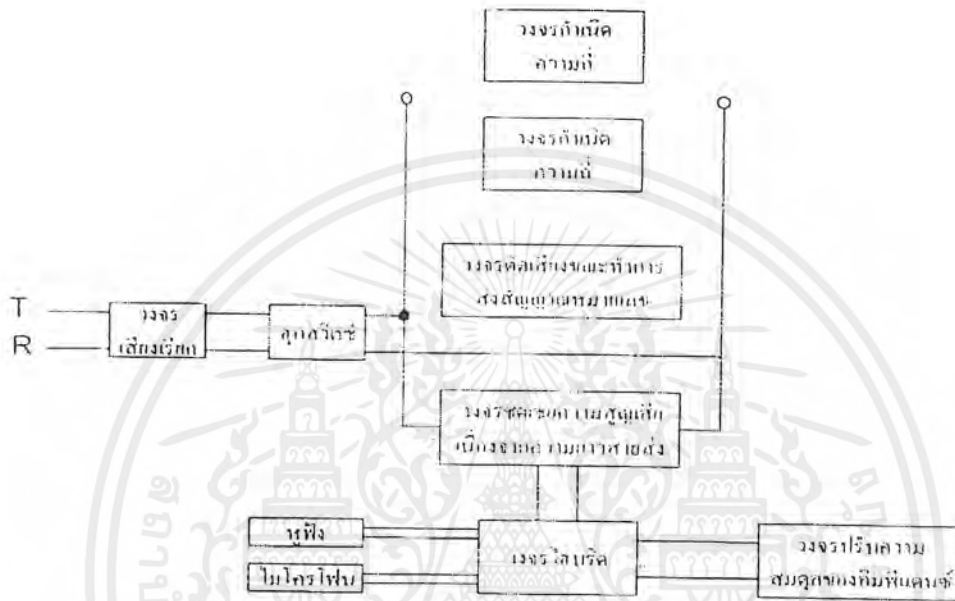 วงจรกำเนิด
ความถี่
วงจรกำเนิด
ความถี่
วงจรตัดเสียงขณะทำการ
ส่งสัญญาณหมายเลข
T
R
วงจร
เสียงเรียก
ฮุกสวิตช์
วงจรชดเชยความสูญเสีย
เนื่องจากความยาวสายส่ง
หูฟัง
ไมโครโฟน
วงจรไฮบริด
วงจรปรับความ
สมดุลของอิมพีแดนซ์